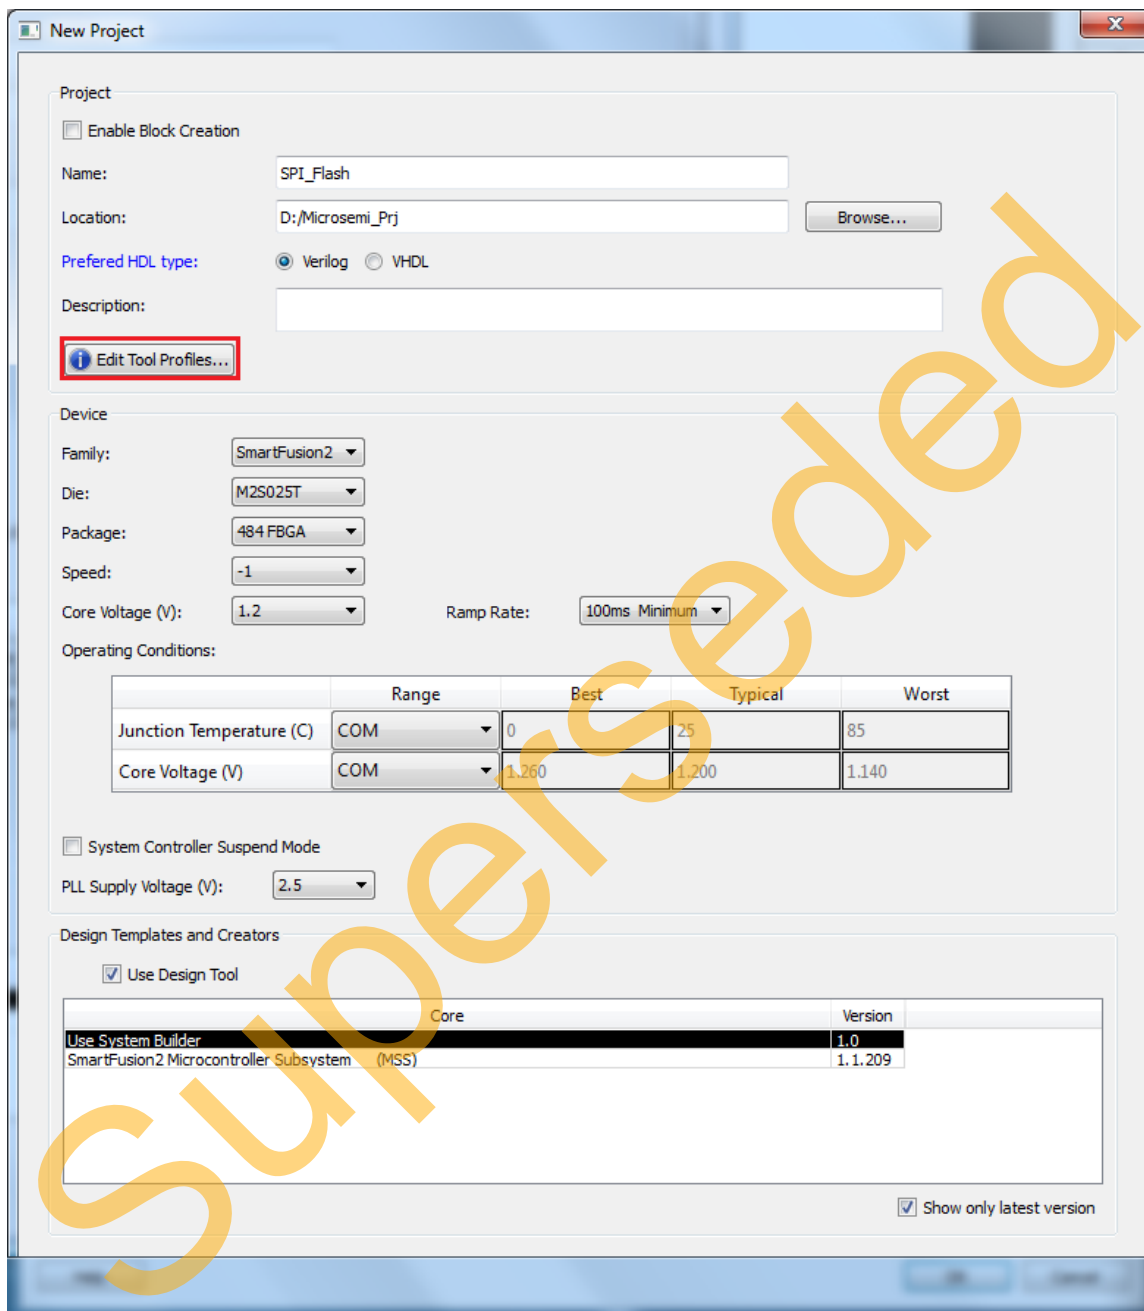 New Project
Project
Enable Block Creation
Name: SPI_Flash
Location: D:/Microsemi_Prj Browse...
Prefered HDL type: Verilog VHDL
Description:
Edit Tool Profiles...
Device
Family: SmartFusion2
Die: M2S025T
Package: 484 FBGA
Speed: -1
Core Voltage (V): 1.2 Ramp Rate: 100ms Minimum
Operating Conditions:
Range Best Typical Worst
Junction Temperature (C) COM 0 25 85
Core Voltage (V) COM 1.260 1.200 1.140
System Controller Suspend Mode
PLL Supply Voltage (V): 2.5
Design Templates and Creators
Use Design Tool
Core Version
Use System Builder 1.0
SmartFusion2 Microcontroller Subsystem (MSS) 1.1.209
Show only latest version
Superseded